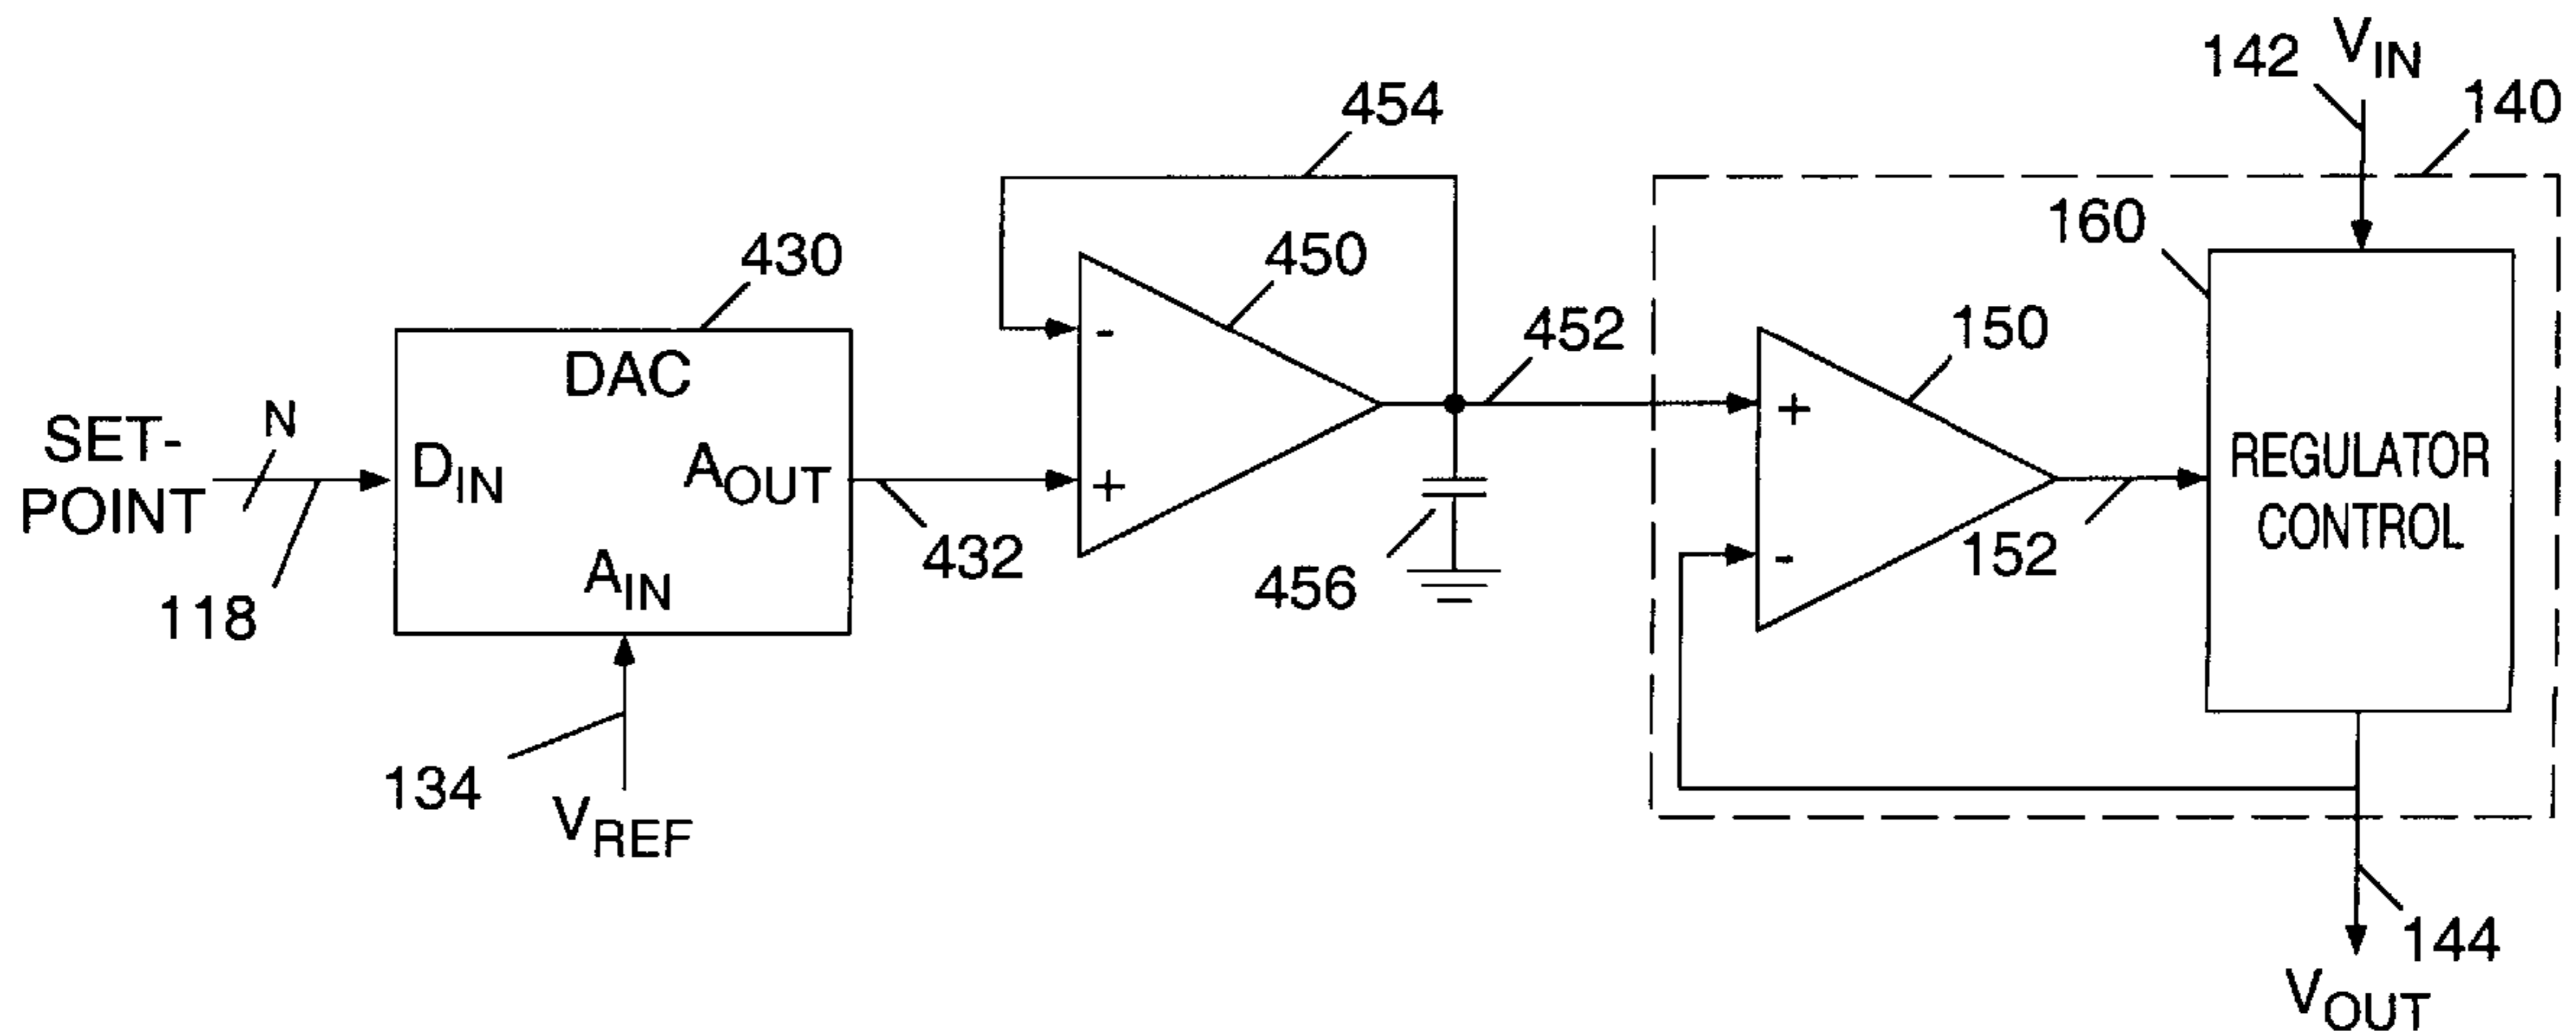 142 V_IN
140
454
160
430
450
150
452
DAC
N
SET-
POINT
D_IN
A_OUT
-
+
+
-
REGULATOR
CONTROL
118
A_IN
432
456
152
134
V_REF
144
V_OUT